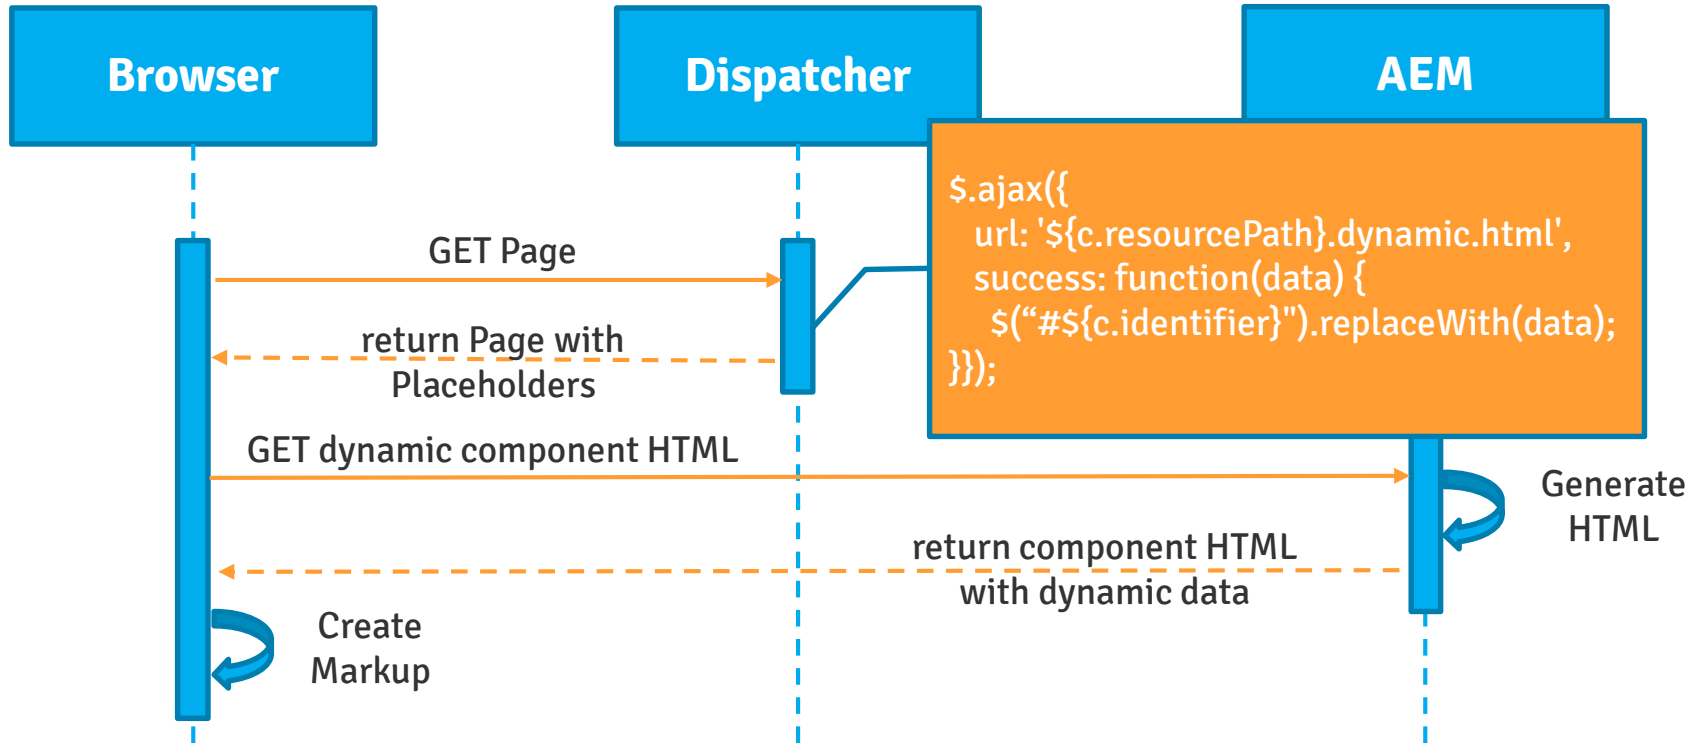 Browser
Dispatcher
AEM
$.ajax({
url: '${c.resourcePath}.dynamic.html',
success: function(data) {
$(“#${c.identifier}").replaceWith(data);
}});
GET Page
return Page with
Placeholders
GET dynamic component HTML
Generate
HTML
return component HTML
with dynamic data
Create
Markup